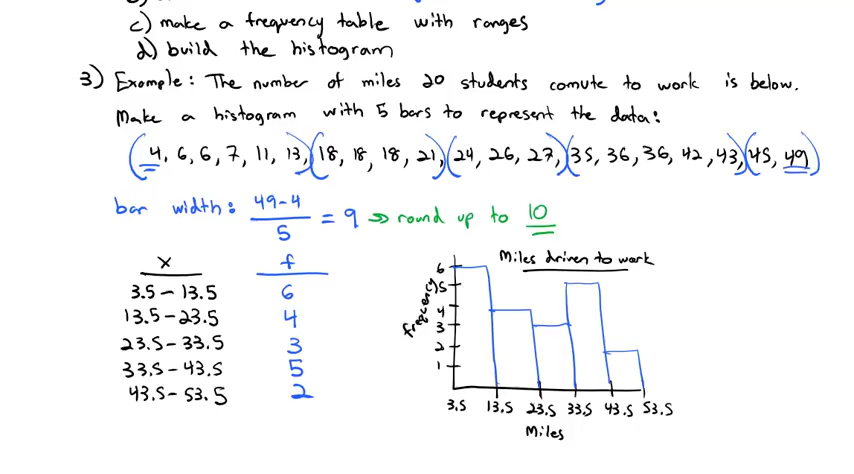 c) make a frequency table with ranges
d) build the histogram
3) Example: The number of miles 20 students comute to work is below.
Make a histogram with 5 bars to represent the data:
(4, 6, 6, 7, 11, 13,)(18, 18, 18, 21,)(24, 26, 27,)(35, 36, 36, 42, 43,)(45, 49)
bar width: 49-4/5 = 9 => round up to 10
x f
3.5 - 13.5 6
13.5 - 23.5 4
23.5 - 33.5 3
33.5 - 43.5 5
43.5 - 53.5 2
Miles driven to work
frequency
6
5
4
3
2
1
3.5 13.5 23.5 33.5 43.5 53.5
Miles